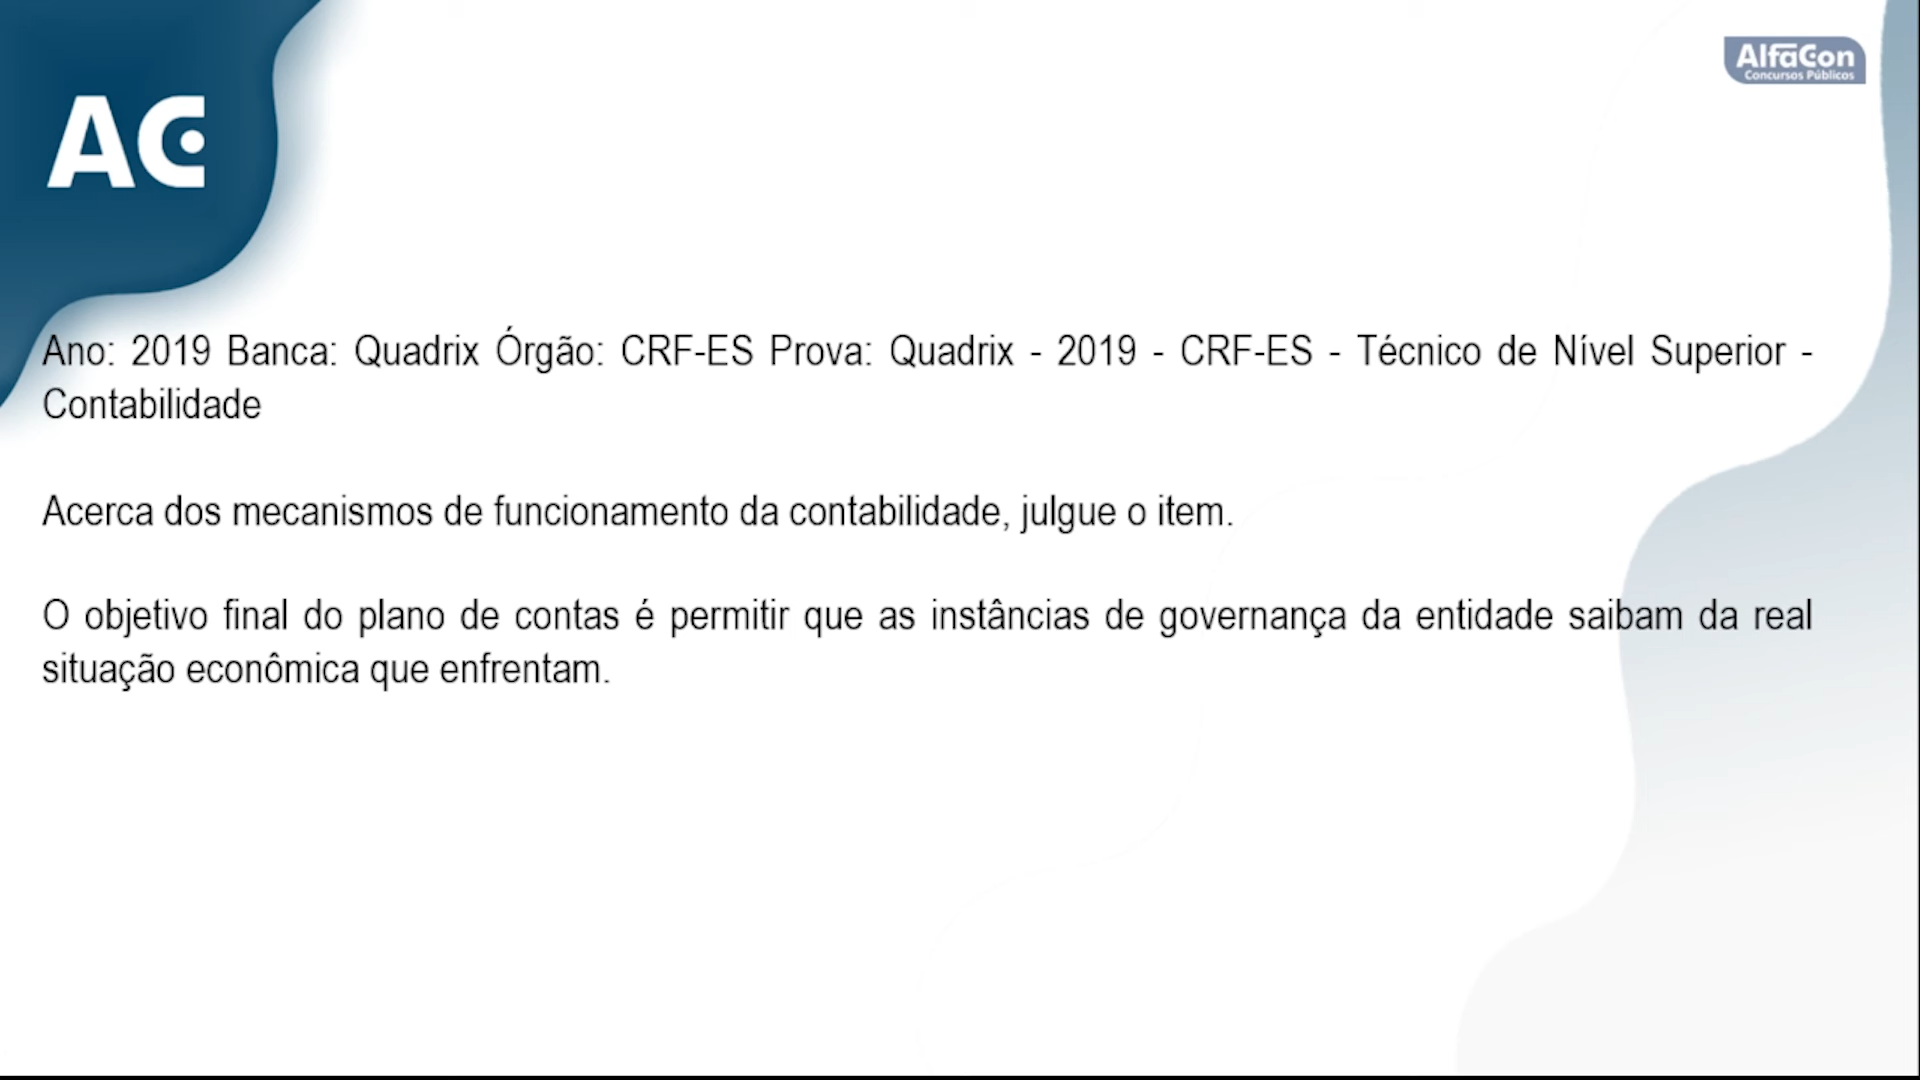 AC
AlfaCon
Concursos Públicos
Ano: 2019 Banca: Quadrix Órgão: CRF-ES Prova: Quadrix - 2019 - CRF-ES - Técnico de Nível Superior -
Contabilidade
Acerca dos mecanismos de funcionamento da contabilidade, julgue o item.
O objetivo final do plano de contas é permitir que as instâncias de governança da entidade saibam da real
situação econômica que enfrentam.